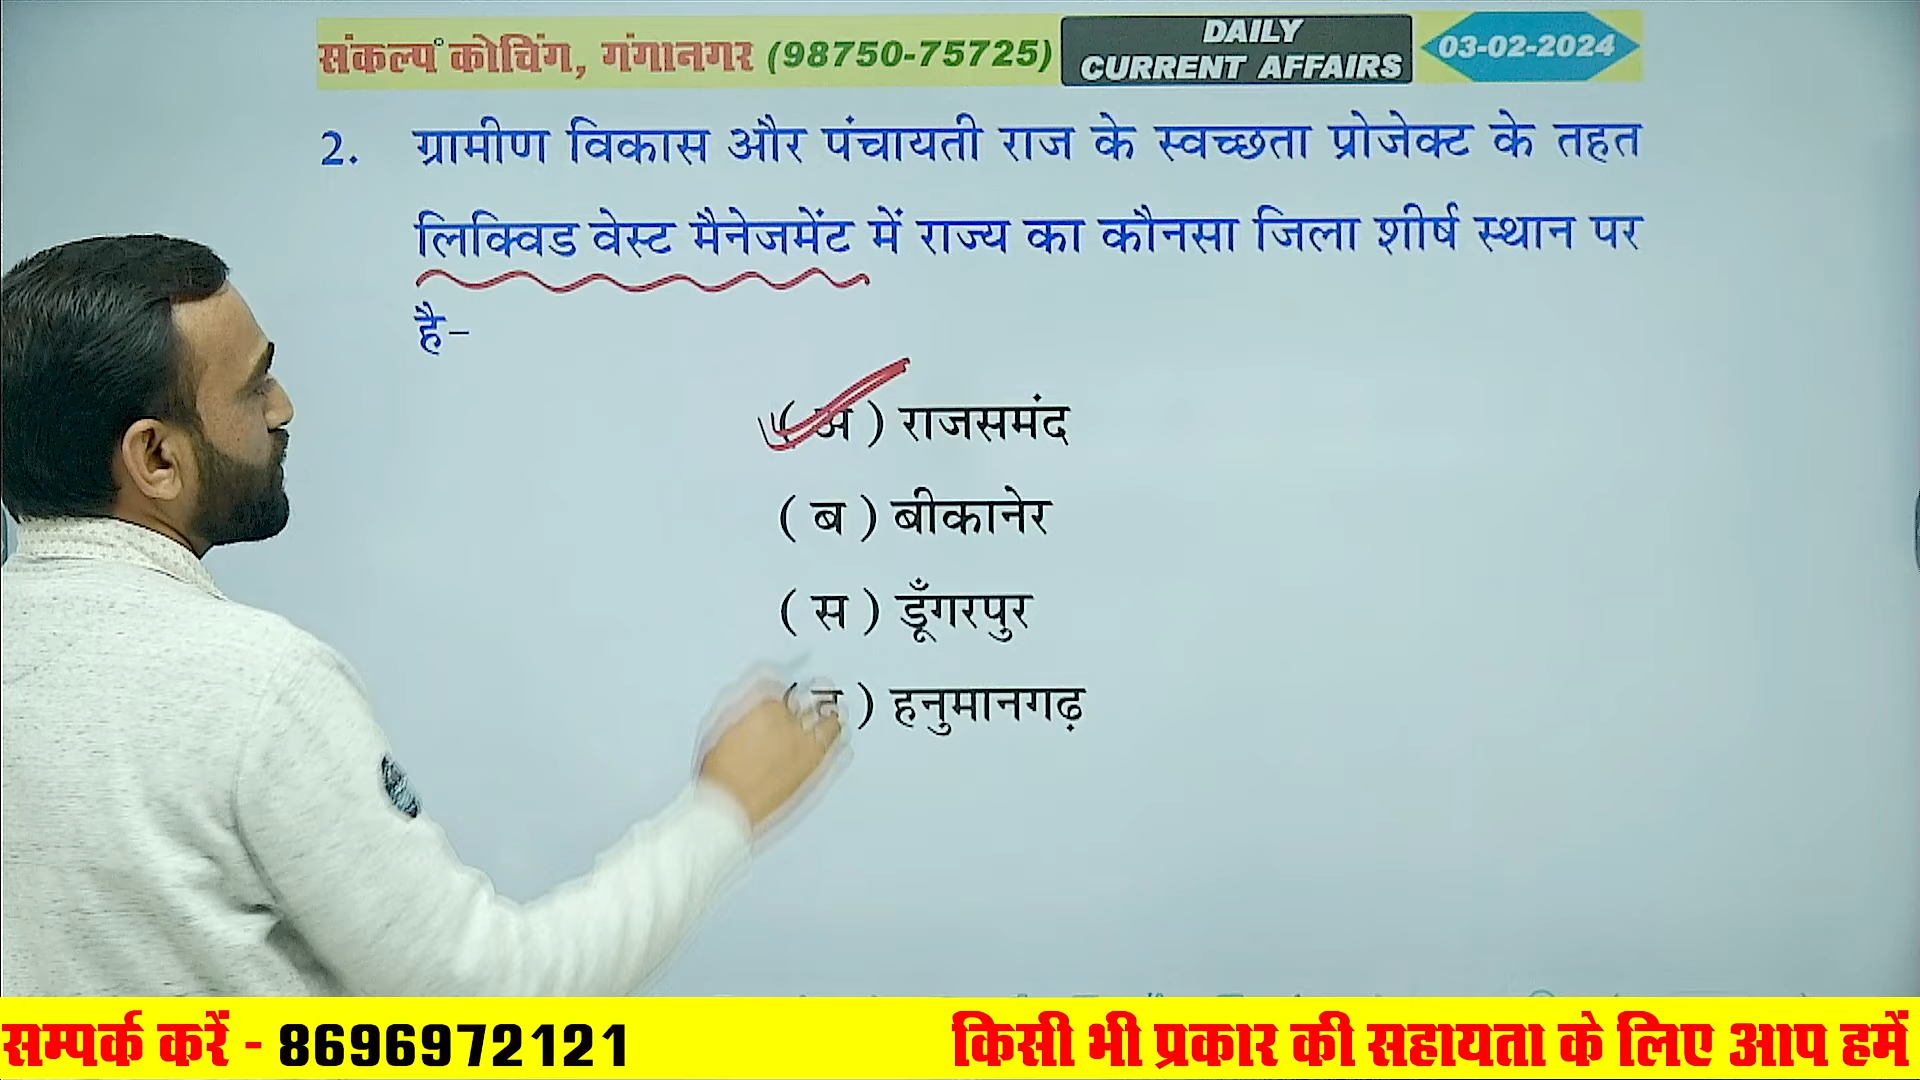 संकल्प कोचिंग, गंगानगर (98750-75725)
DAILY
CURRENT AFFAIRS
03-02-2024
2. ग्रामीण विकास और पंचायती राज के स्वच्छता प्रोजेक्ट के तहत
लिक्विड वेस्ट मैनेजमेंट में राज्य का कौनसा जिला शीर्ष स्थान पर
है-
( अ ) राजसमंद
( ब ) बीकानेर
( स ) डूँगरपुर
( द ) हनुमानगढ़
सम्पर्क करें - 8696972121
किसी भी प्रकार की सहायता के लिए आप हमें